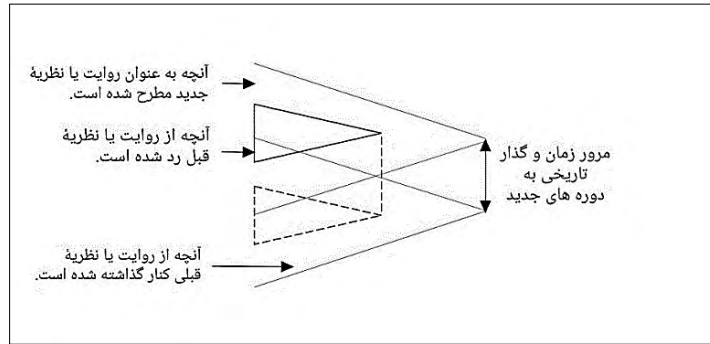 آنچه به عنوان روایت یا نظریهٔ
جدید مطرح شده است.
آنچه از روایت یا نظریهٔ
قبل رد شده است.
مرور زمان و گذار
تاریخی به
دوره های جدید
آنچه از روایت یا نظریهٔ
قبلی کنار گذاشته شده است.